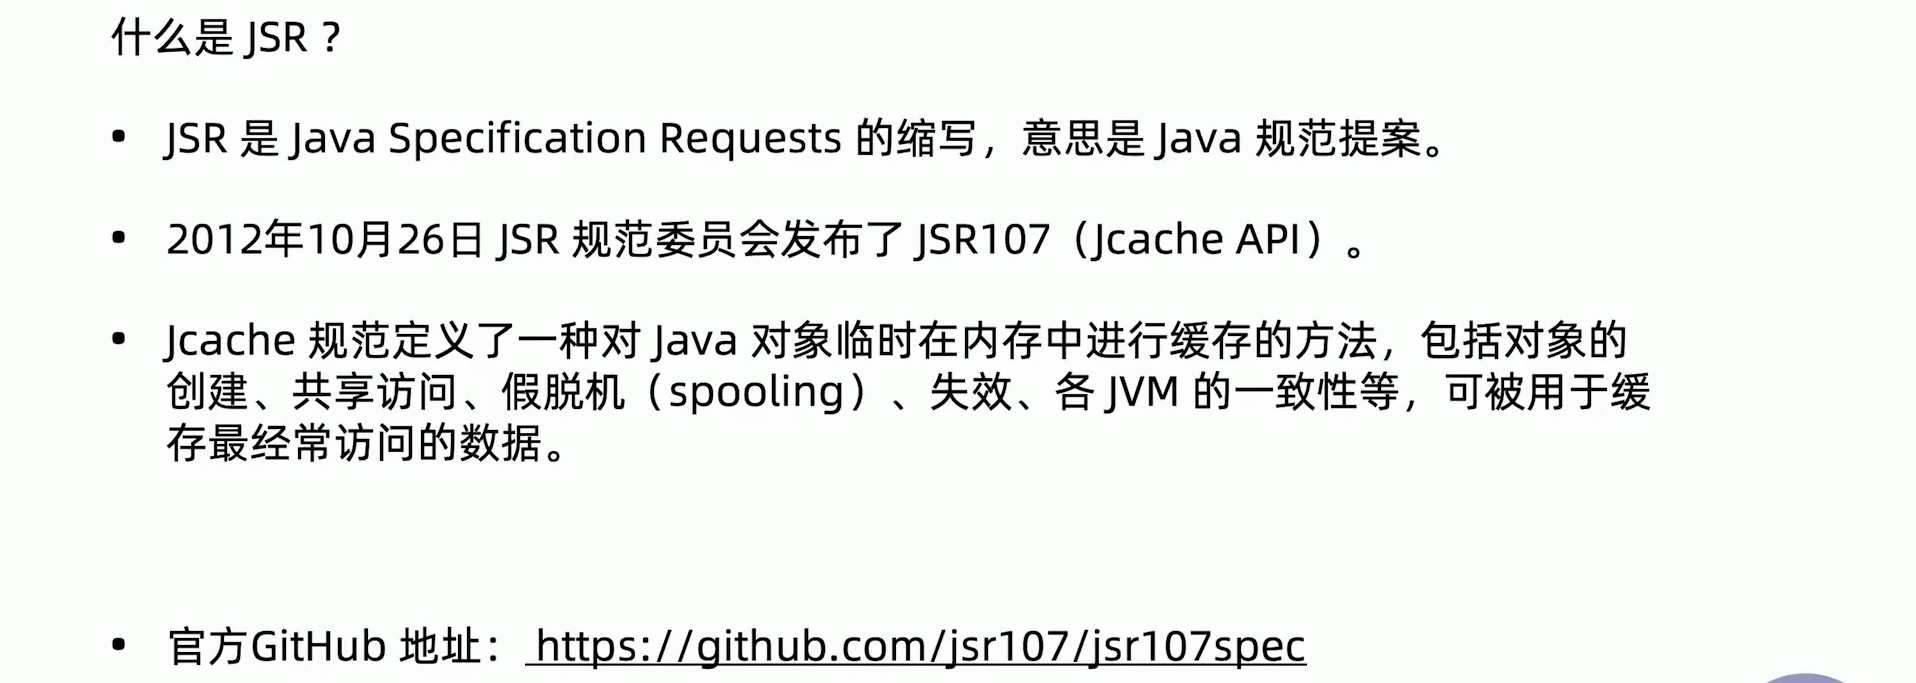 什么是 JSR ？
• JSR 是 Java Specification Requests 的缩写，意思是 Java 规范提案。
• 2012年10月26日 JSR 规范委员会发布了 JSR107（Jcache API）。
• Jcache 规范定义了一种对 Java 对象临时在内存中进行缓存的方法，包括对象的
创建、共享访问、假脱机（spooling）、失效、各 JVM 的一致性等，可被用于缓
存最经常访问的数据。
• 官方GitHub 地址： https://github.com/jsr107/jsr107spec